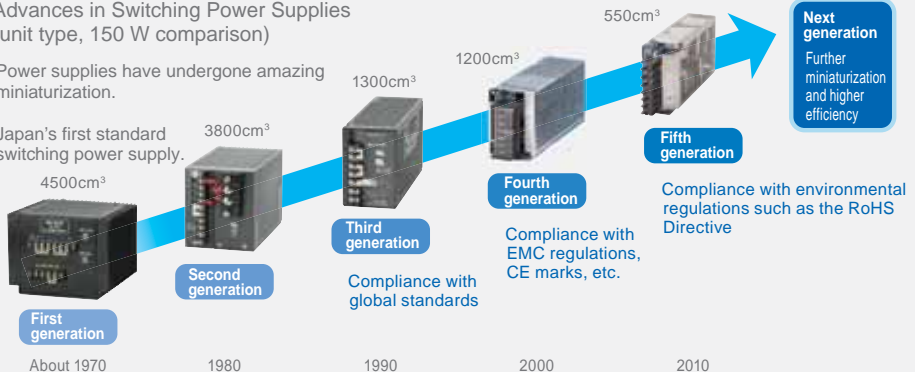 Advances in Switching Power Supplies
(unit type, 150 W comparison)
Power supplies have undergone amazing
miniaturization.
Japan's first standard
switching power supply.
4500cm³
3800cm³
1300cm³
1200cm³
550cm³
First
generation
Second
generation
Third
generation
Compliance with
global standards
Fourth
generation
Compliance with
EMC regulations,
CE marks, etc.
Fifth
generation
Compliance with environmental
regulations such as the RoHS
Directive
Next
generation
Further
miniaturization
and higher
efficiency
About 1970
1980
1990
2000
2010